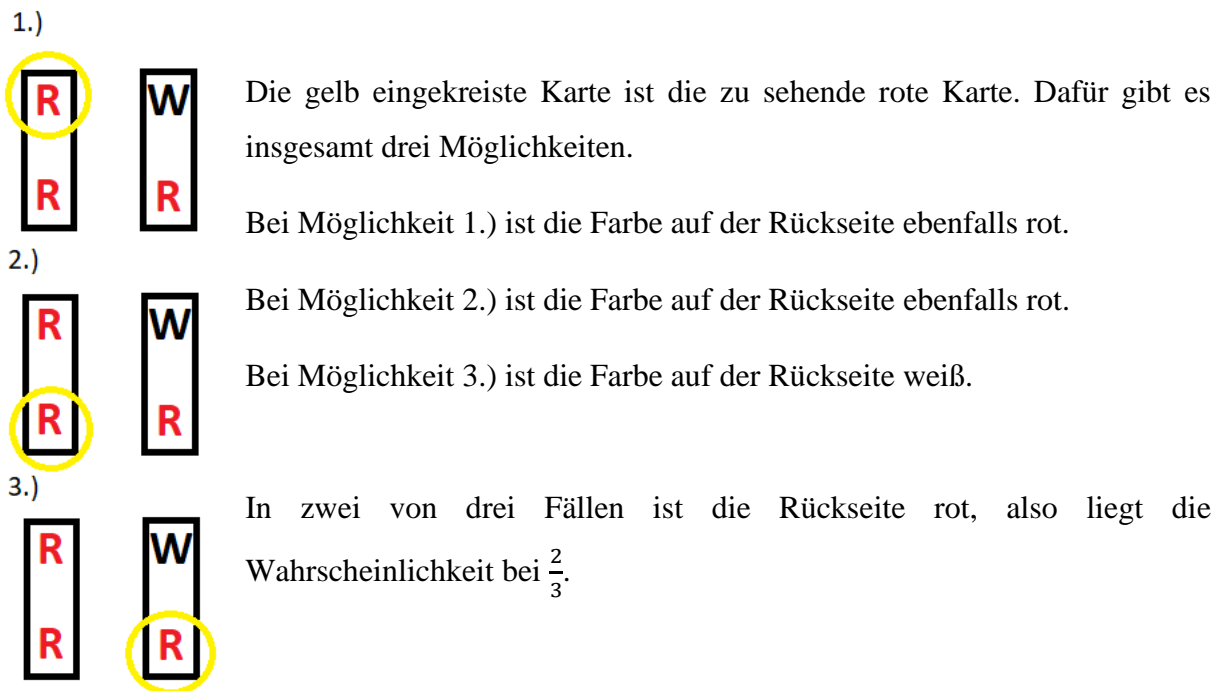 1.)
R W
R R
Die gelb eingekreiste Karte ist die zu sehende rote Karte. Dafür gibt es
insgesamt drei Möglichkeiten.
Bei Möglichkeit 1.) ist die Farbe auf der Rückseite ebenfalls rot.
2.)
R W
R R
Bei Möglichkeit 2.) ist die Farbe auf der Rückseite ebenfalls rot.
Bei Möglichkeit 3.) ist die Farbe auf der Rückseite weiß.
3.)
R W
R R
In zwei von drei Fällen ist die Rückseite rot, also liegt die
Wahrscheinlichkeit bei 2/3.